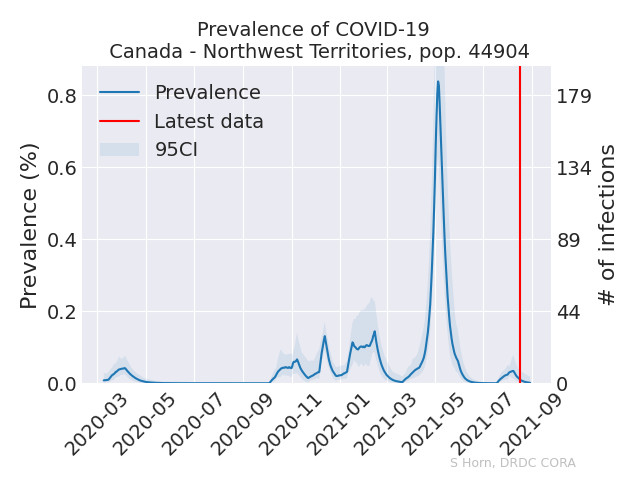 Prevalence of COVID-19
Canada - Northwest Territories, pop. 44904
Prevalence
Latest data
95CI
Prevalence (%)
0.8
0.6
0.4
0.2
0.0
179
134
89
44
0
# of infections
2020-03
2020-05
2020-07
2020-09
2020-11
2021-01
2021-03
2021-05
2021-07
2021-09
S Horn, DRDC CORA